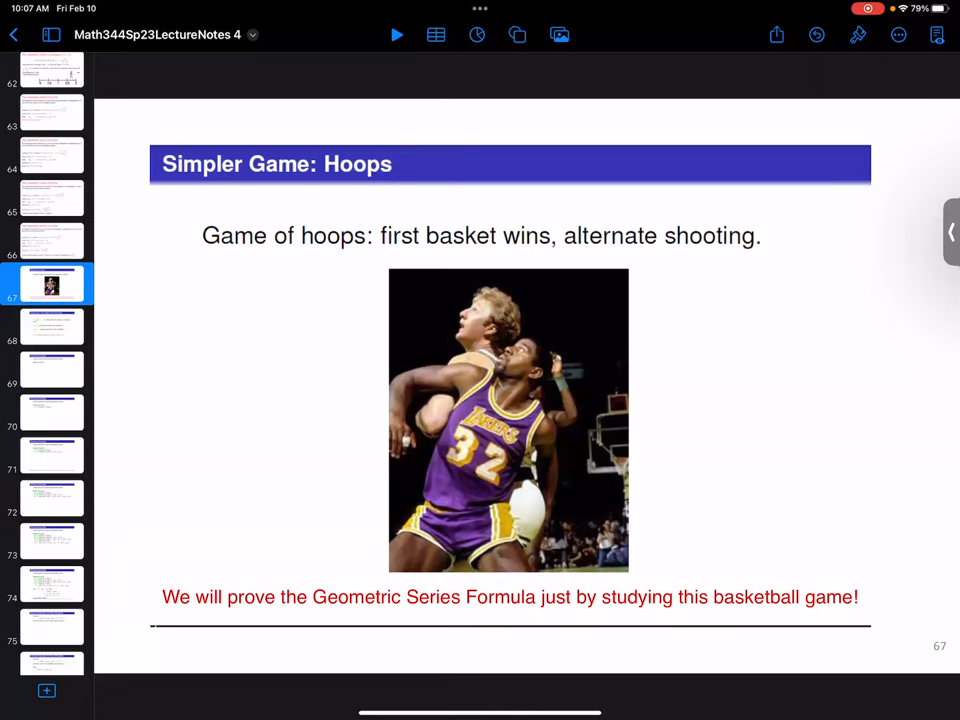 10:07 AM Fri Feb 10
79%
Math344Sp23LectureNotes 4
62
63
64
65
66
67
68
69
70
71
72
73
74
75
Simpler Game: Hoops
Game of hoops: first basket wins, alternate shooting.
LAKERS
32
We will prove the Geometric Series Formula just by studying this basketball game!
67